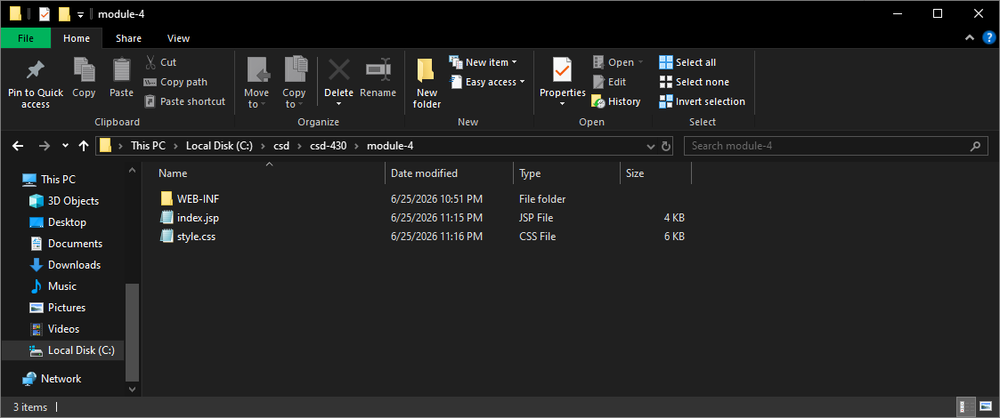 module-4
File Home Share View
Pin to Quick access
Copy
Paste
Cut
Copy path
Paste shortcut
Clipboard
Move to
Copy to
Delete
Rename
Organize
New folder
New item
Easy access
New
Properties
Open
Edit
History
Open
Select all
Select none
Invert selection
Select
This PC > Local Disk (C:) > csd > csd-430 > module-4
Search module-4
This PC
3D Objects
Desktop
Documents
Downloads
Music
Pictures
Videos
Local Disk (C:)
Network
Name Date modified Type Size
WEB-INF 6/25/2026 10:51 PM File folder
index.jsp 6/25/2026 11:15 PM JSP File 4 KB
style.css 6/25/2026 11:16 PM CSS File 6 KB
3 items